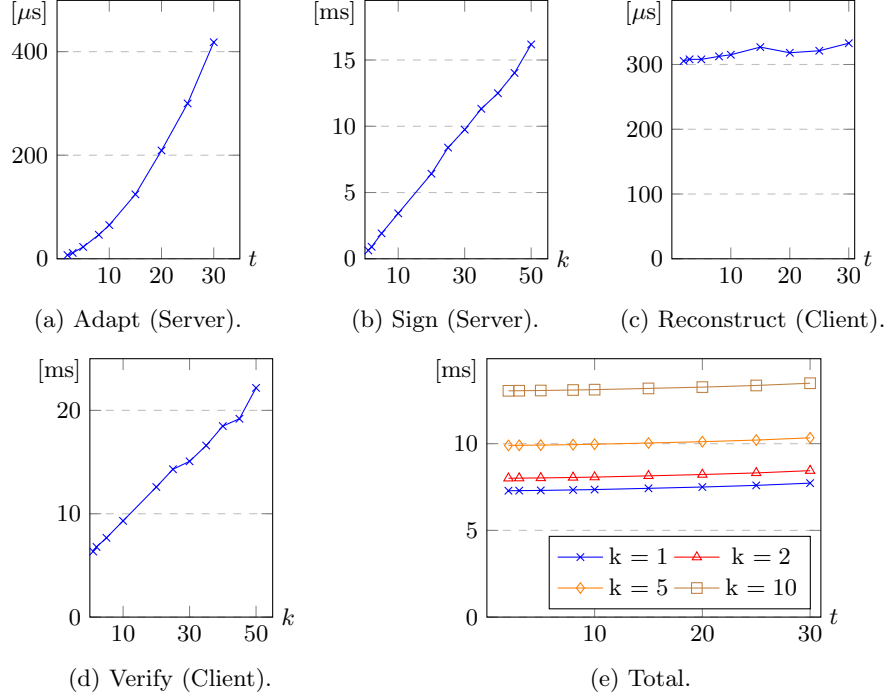 [μs]
400
200
0
10
20
30
t
(a) Adapt (Server).
[ms]
15
10
5
0
10
30
50
k
(b) Sign (Server).
μs]
300
200
100
0
10
20
30
t
(c) Reconstruct (Client).
[ms]
20
10
0
10
30
50
k
(d) Verify (Client).
[ms]
10
5
0
10
20
30
t
k = 1
k = 2
k = 5
k = 10
(e) Total.